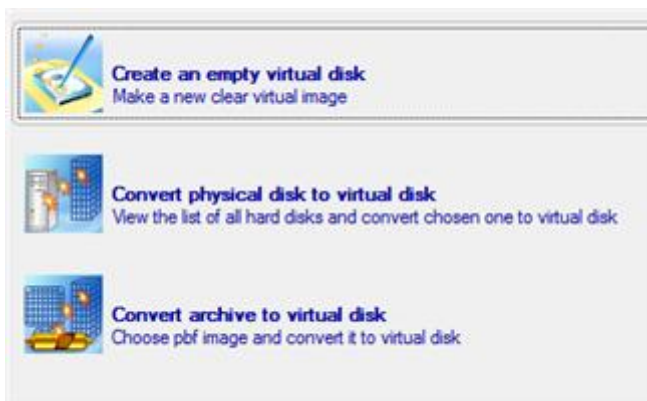 Create an empty virtual disk
Make a new clear virtual image
Convert physical disk to virtual disk
View the list of all hard disks and convert chosen one to virtual disk
Convert archive to virtual disk
Choose pbf image and convert it to virtual disk